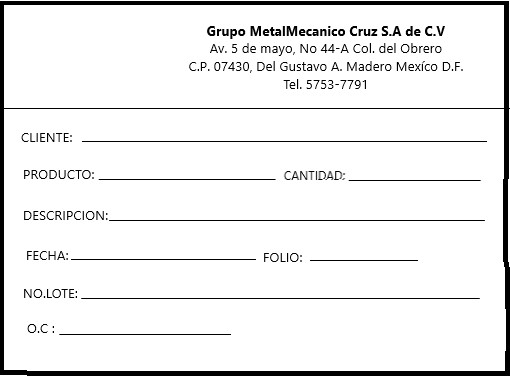 Grupo MetalMecanico Cruz S.A de C.V
Av. 5 de mayo, No 44-A Col. del Obrero
C.P. 07430, Del Gustavo A. Madero Mexíco D.F.
Tel. 5753-7791
CLIENTE:
PRODUCTO: CANTIDAD:
DESCRIPCION:
FECHA: FOLIO:
NO.LOTE:
O.C :